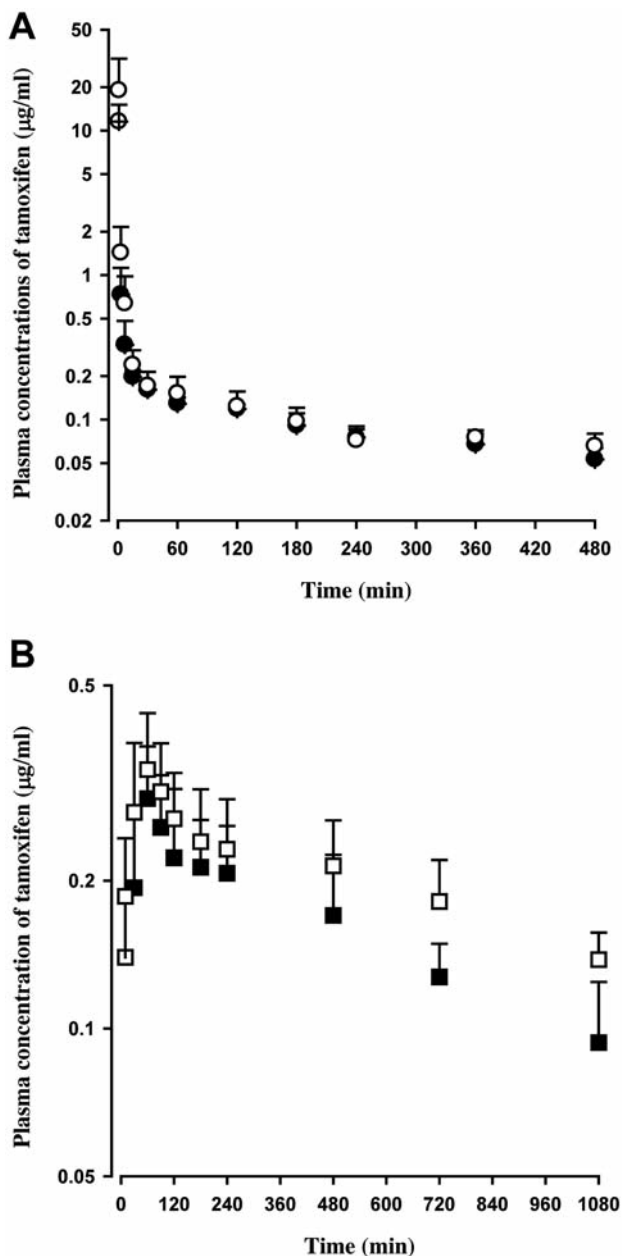 A
Plasma concentrations of tamoxifen (µg/ml)
50
20
10
5
2
1
0.5
0.2
0.1
0.05
0.02
0 60 120 180 240 300 360 420 480
Time (min)
B
Plasma concentration of tamoxifen (µg/ml)
0.5
0.2
0.1
0.05
0 120 240 360 480 600 720 840 960 1080
Time (min)